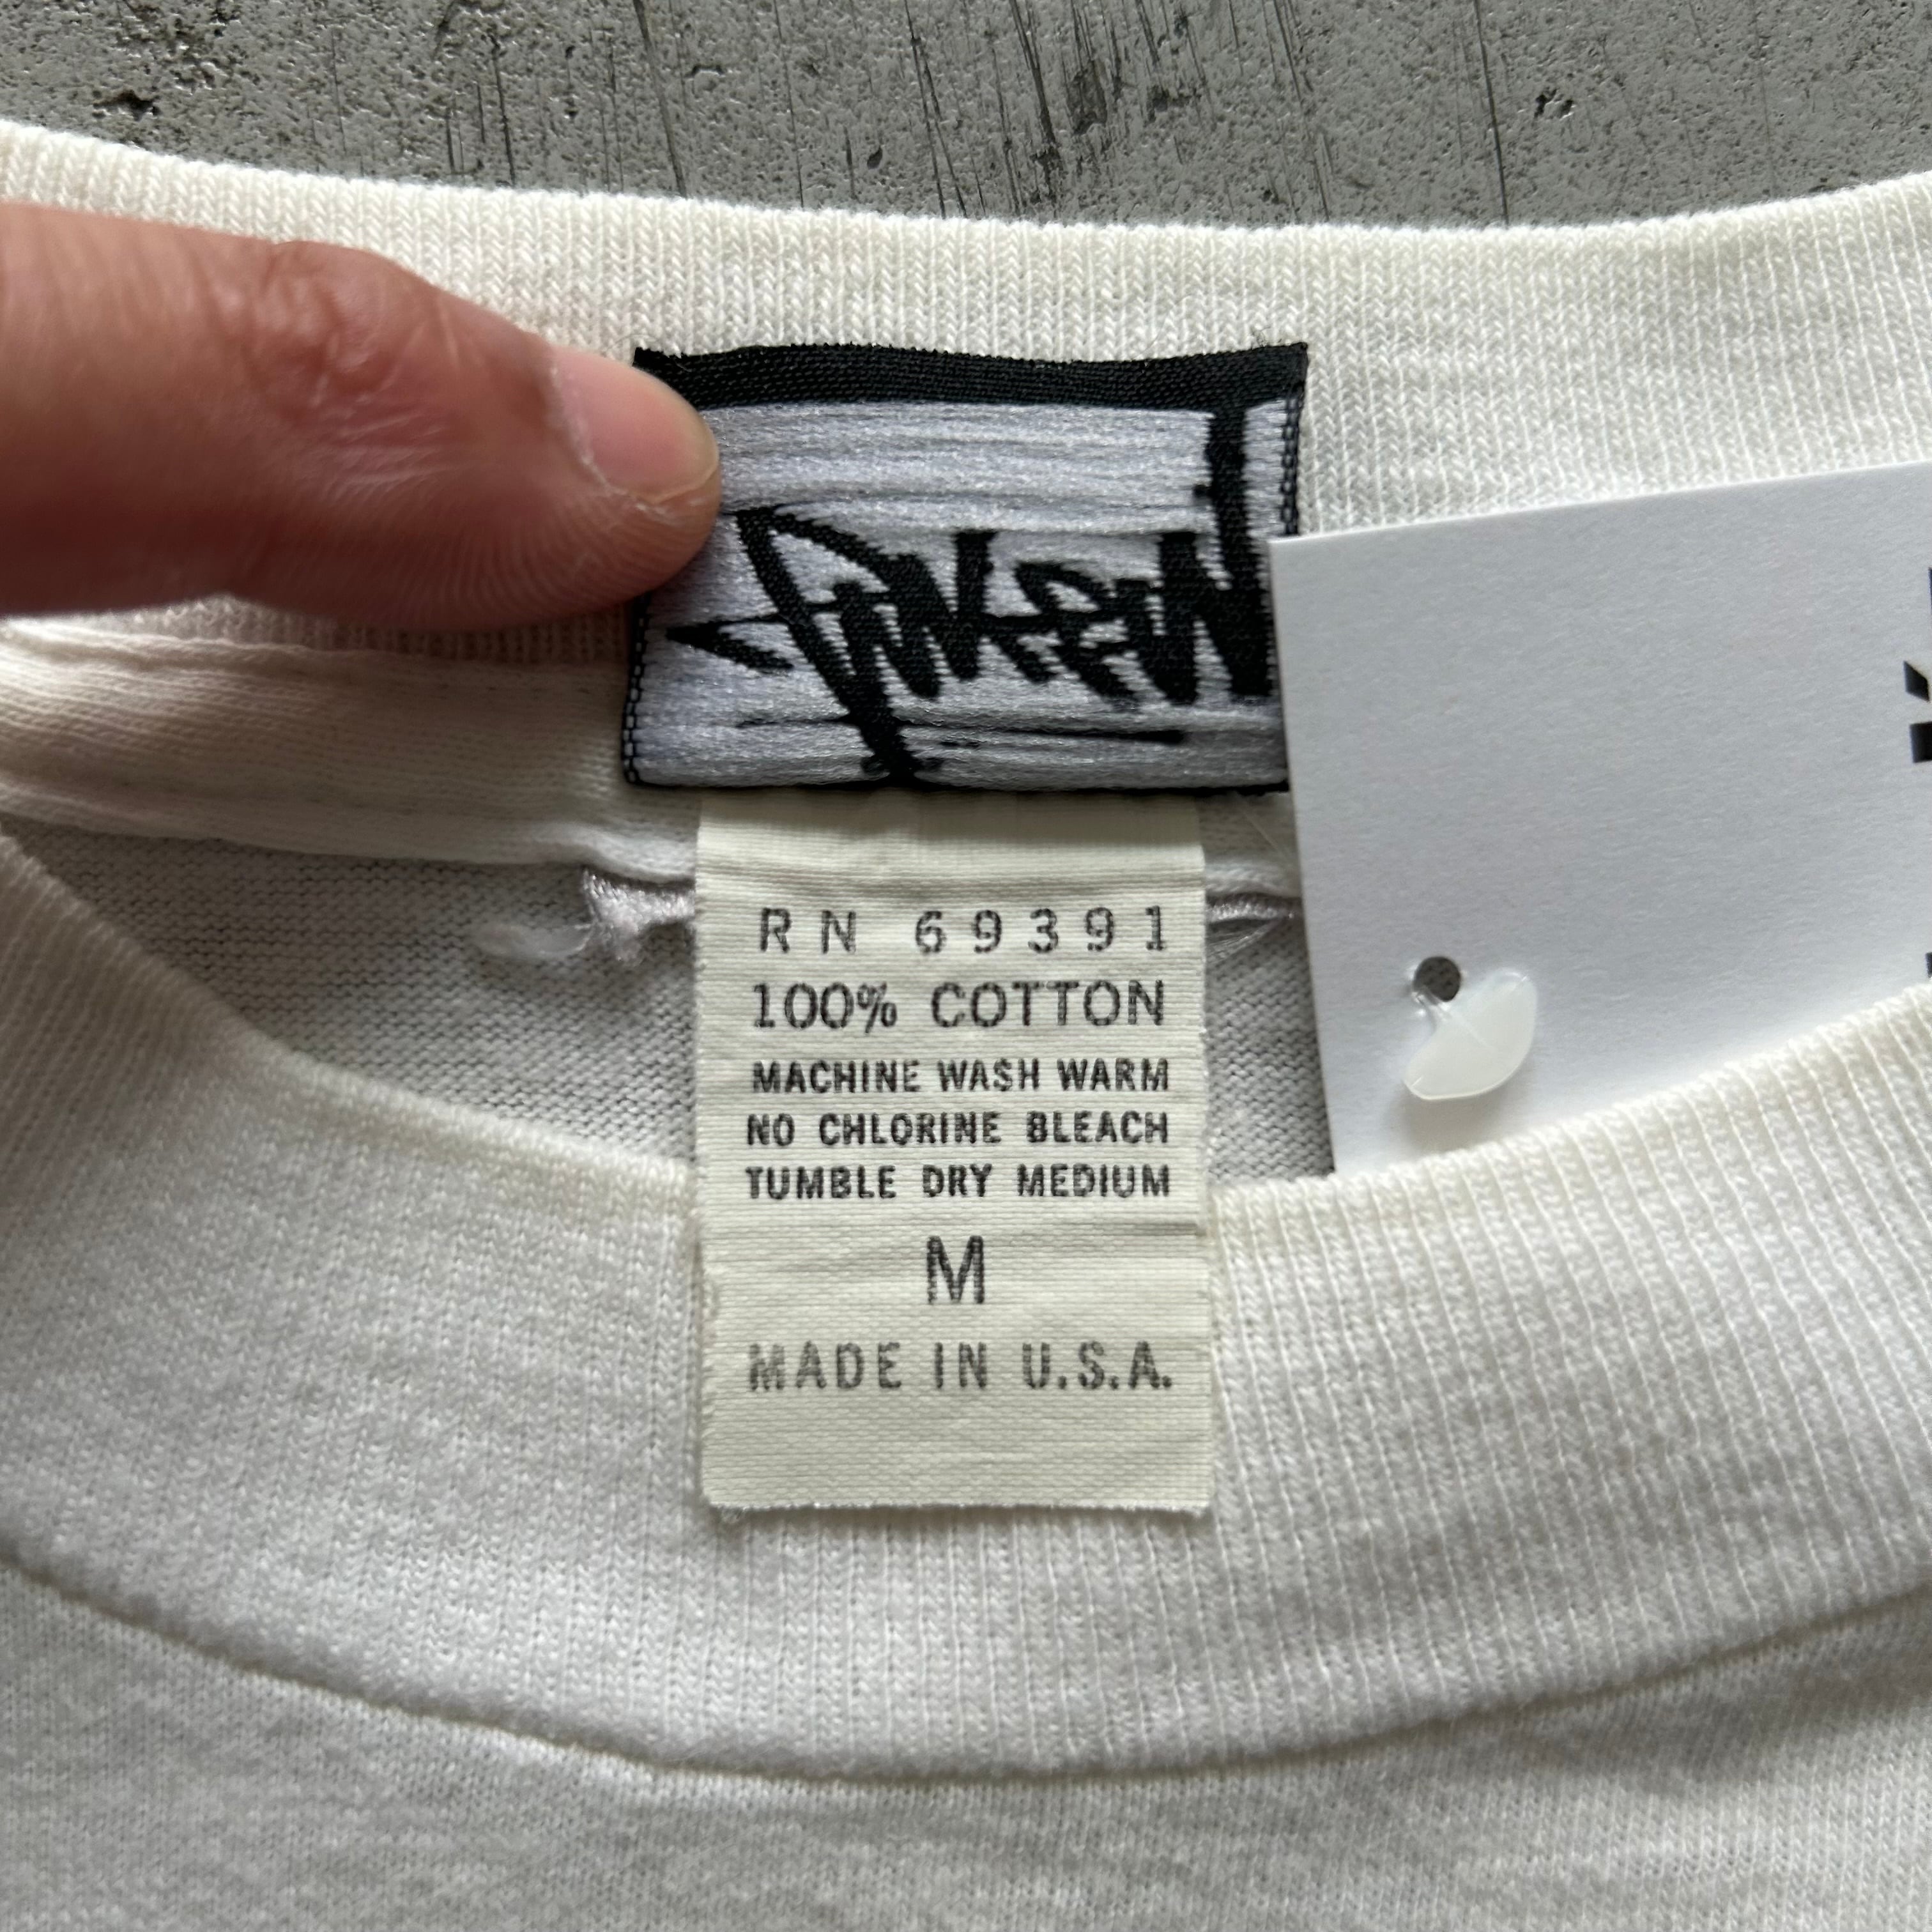 RN 69391
100% COTTON
MACHINE WASH WARM
NO CHLORINE BLEACH
TUMBLE DRY MEDIUM
M
MADE IN U.S.A.